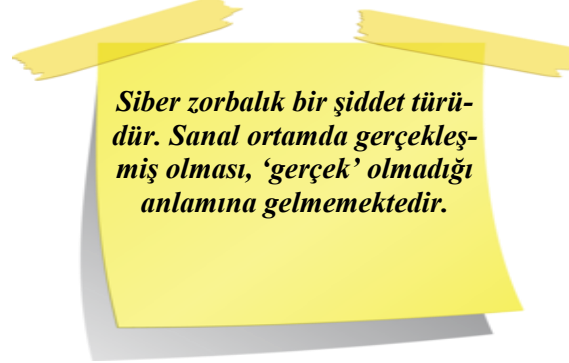 Siber zorbalık bir şiddet türü-
dür. Sanal ortamda gerçekleş-
miş olması, ‘gerçek’ olmadığı
anlamına gelmemektedir.